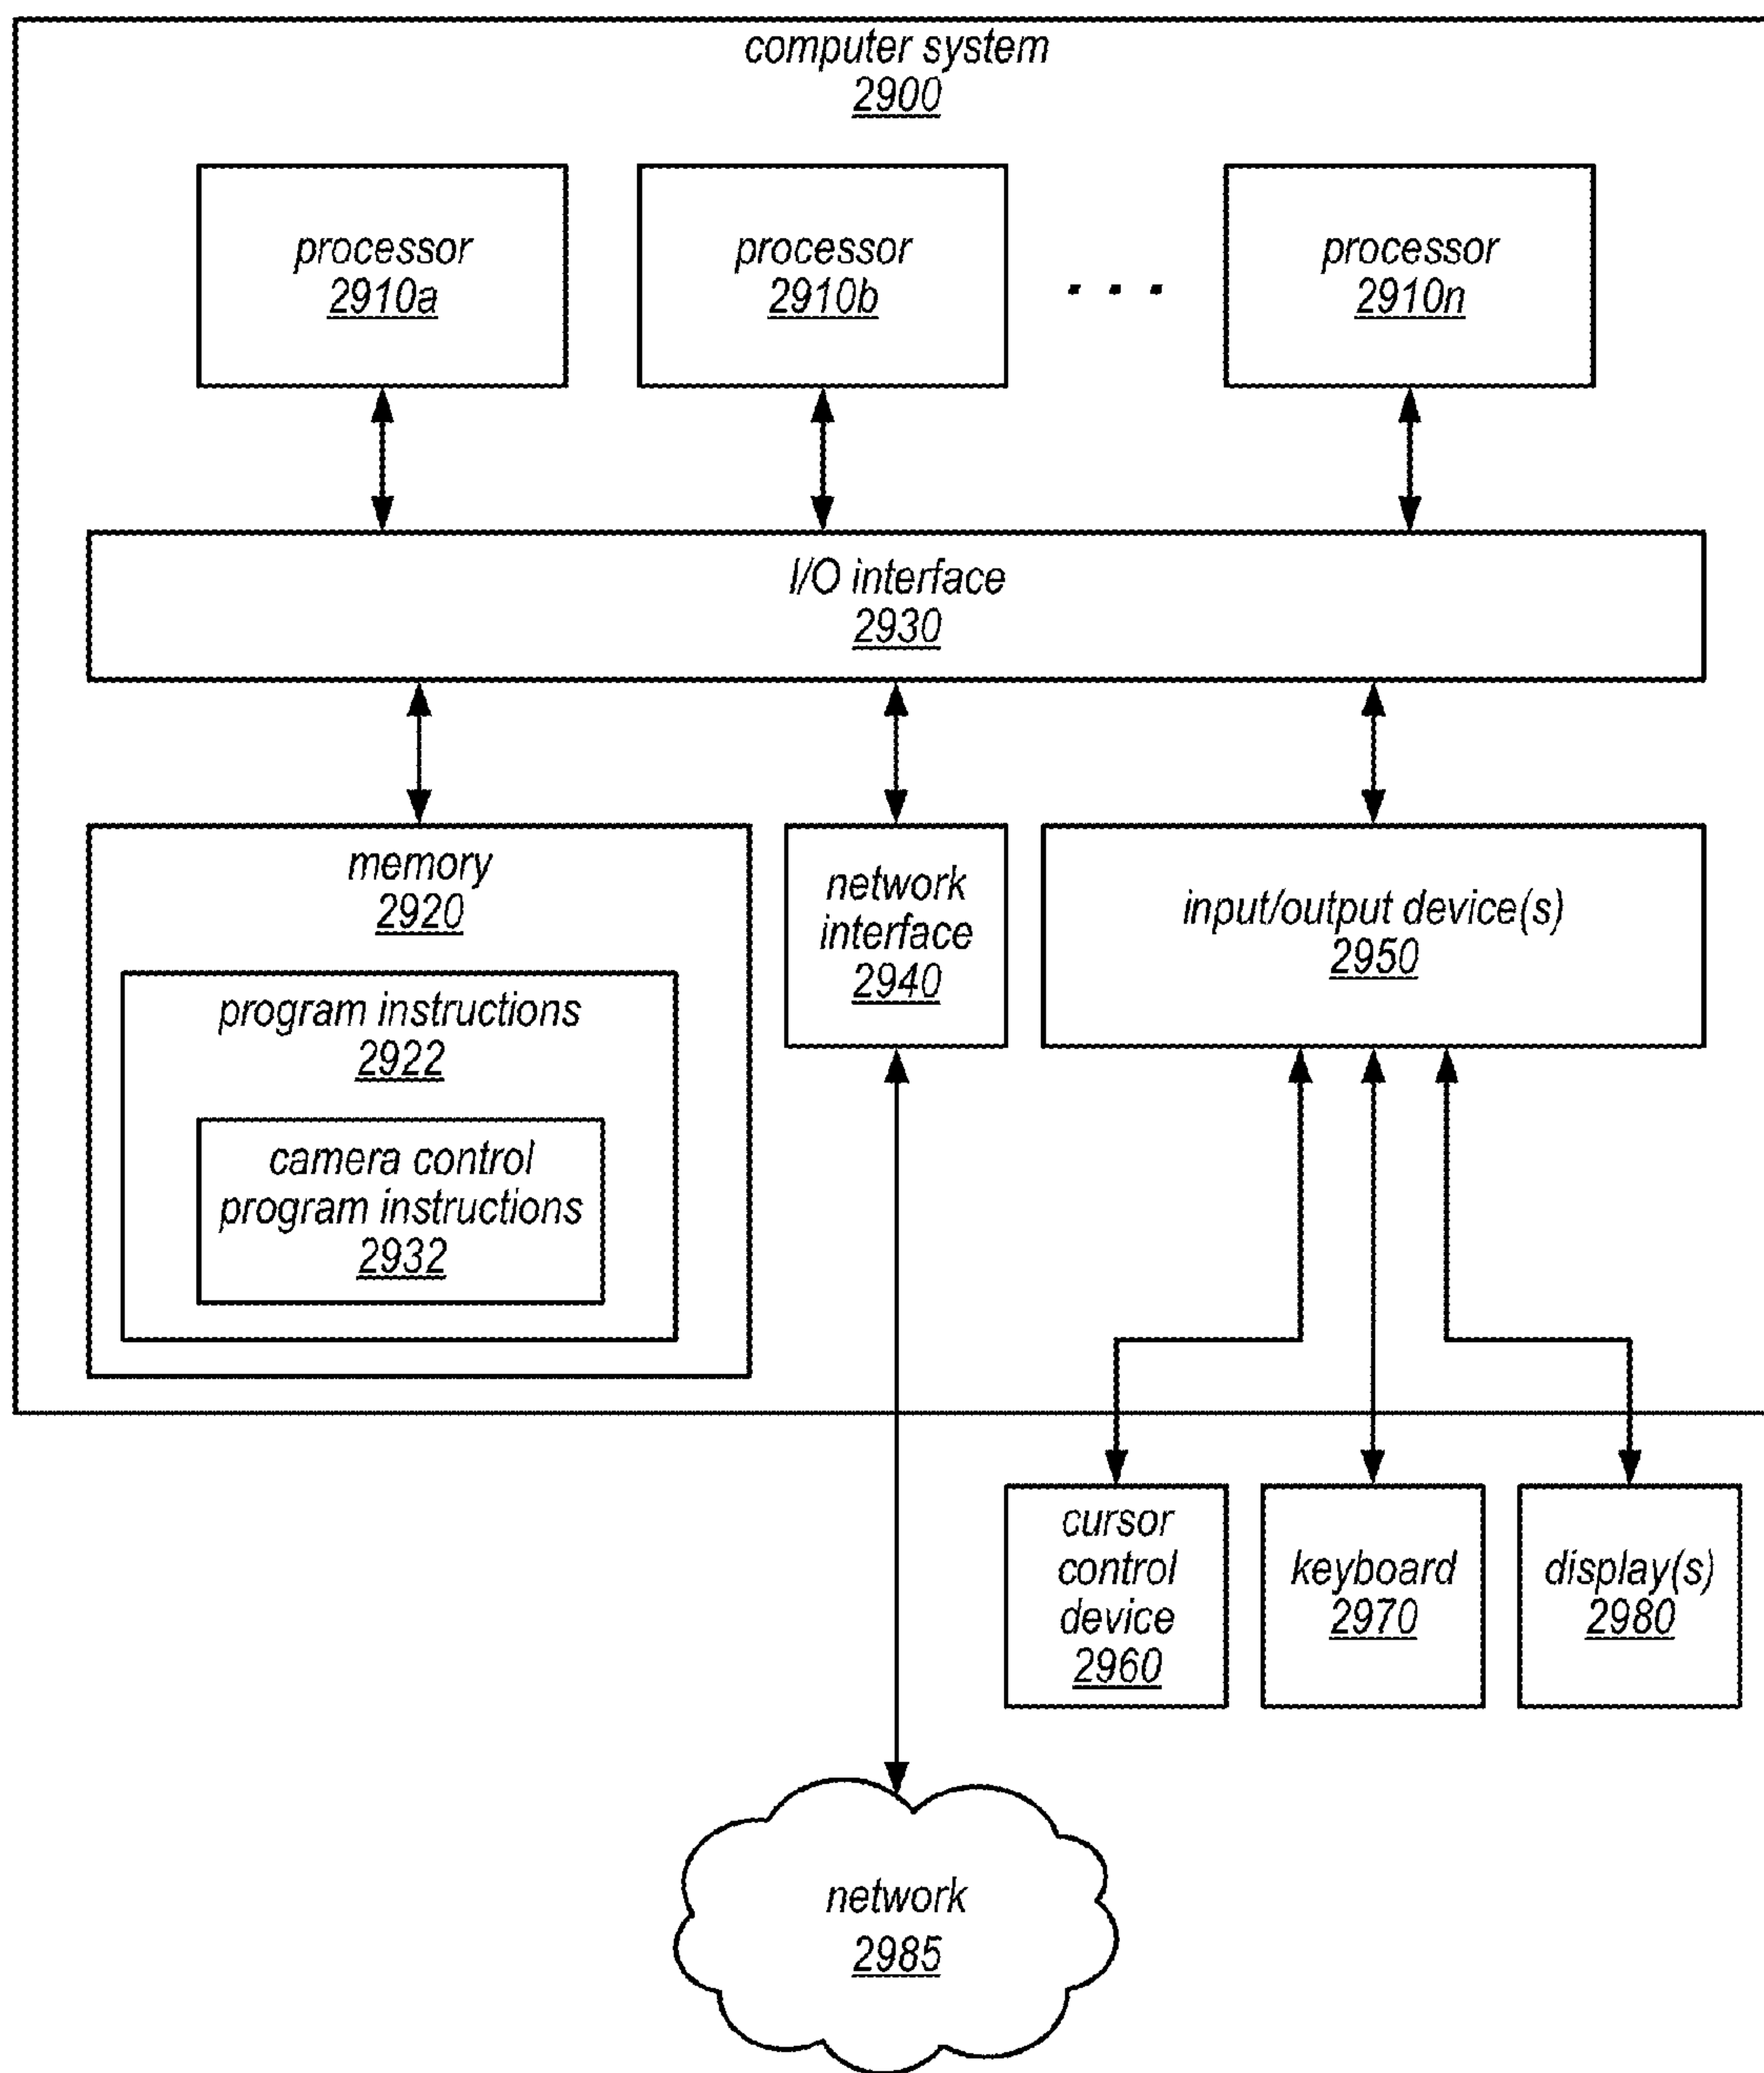 computer system
2900
processor
2910a
processor
2910b
. . .
processor
2910n
I/O interface
2930
memory
2920
program instructions
2922
camera control
program instructions
2932
network
interface
2940
input/output device(s)
2950
cursor
control
device
2960
keyboard
2970
display(s)
2980
network
2985